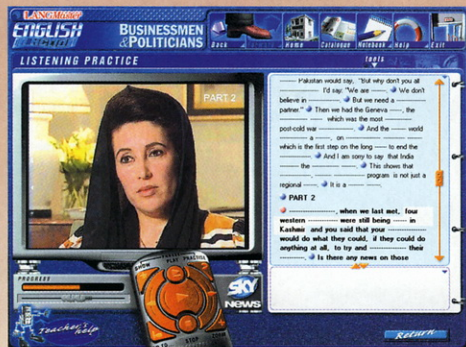 LANGMaster
ENGLISH
BUSINESSMEN
&POLITICIANS
Back
Home
Catalogue
Notebook
Help
Exit
LISTENING PRACTICE
tools
PART 2
Pakistan would say, "But why don't you all
I'd say: "We are ----- We don't
believe in ----- But we need a -----
partner." Then we had the Geneva -----, the
----- which was the most -----
post-cold war ----- And the ----- world
----- a ----, on -----
which is the first step on the long ---- to end the
-----. And I am sorry to say that India
----- the -----. This shows that
-----, ----- program is not just a
regional ----. It is a -----.
PART 2
-----, when we last met, four
western ----- were still being ----- in
Kashmir and you said that your -----
would do what they could, if they could do
anything at all, to try and ----- their
-----. Is there any news on those
PROGRESS
SHOW
PLAY
PRACTICE
STOP
sky
NEWS
Teacher's
help
Return